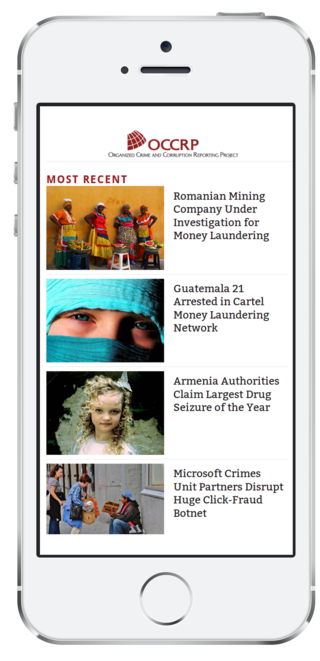 OCCRP
Organized Crime and Corruption Reporting Project
MOST RECENT
Romanian Mining
Company Under
Investigation for
Money Laundering
Guatemala 21
Arrested in Cartel
Money Laundering
Network
Armenia Authorities
Claim Largest Drug
Seizure of the Year
Microsoft Crimes
Unit Partners Disrupt
Huge Click-Fraud
Botnet